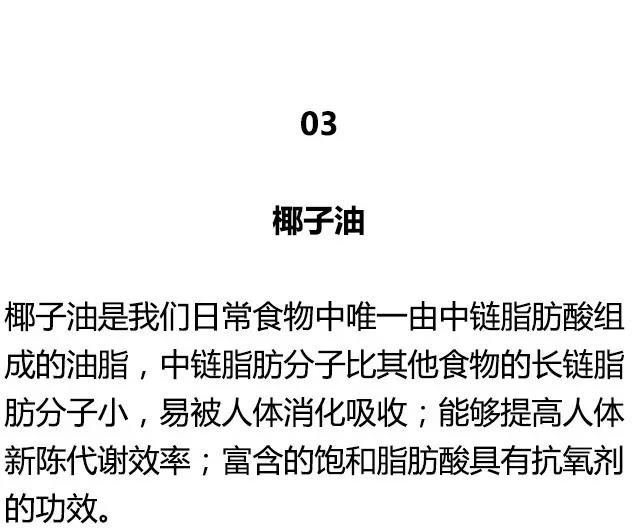 03
椰子油
椰子油是我们日常食物中唯一由中链脂肪酸组
成的油脂，中链脂肪分子比其他食物的长链脂
肪分子小，易被人体消化吸收；能够提高人体
新陈代谢效率；富含的饱和脂肪酸具有抗氧剂
的功效。